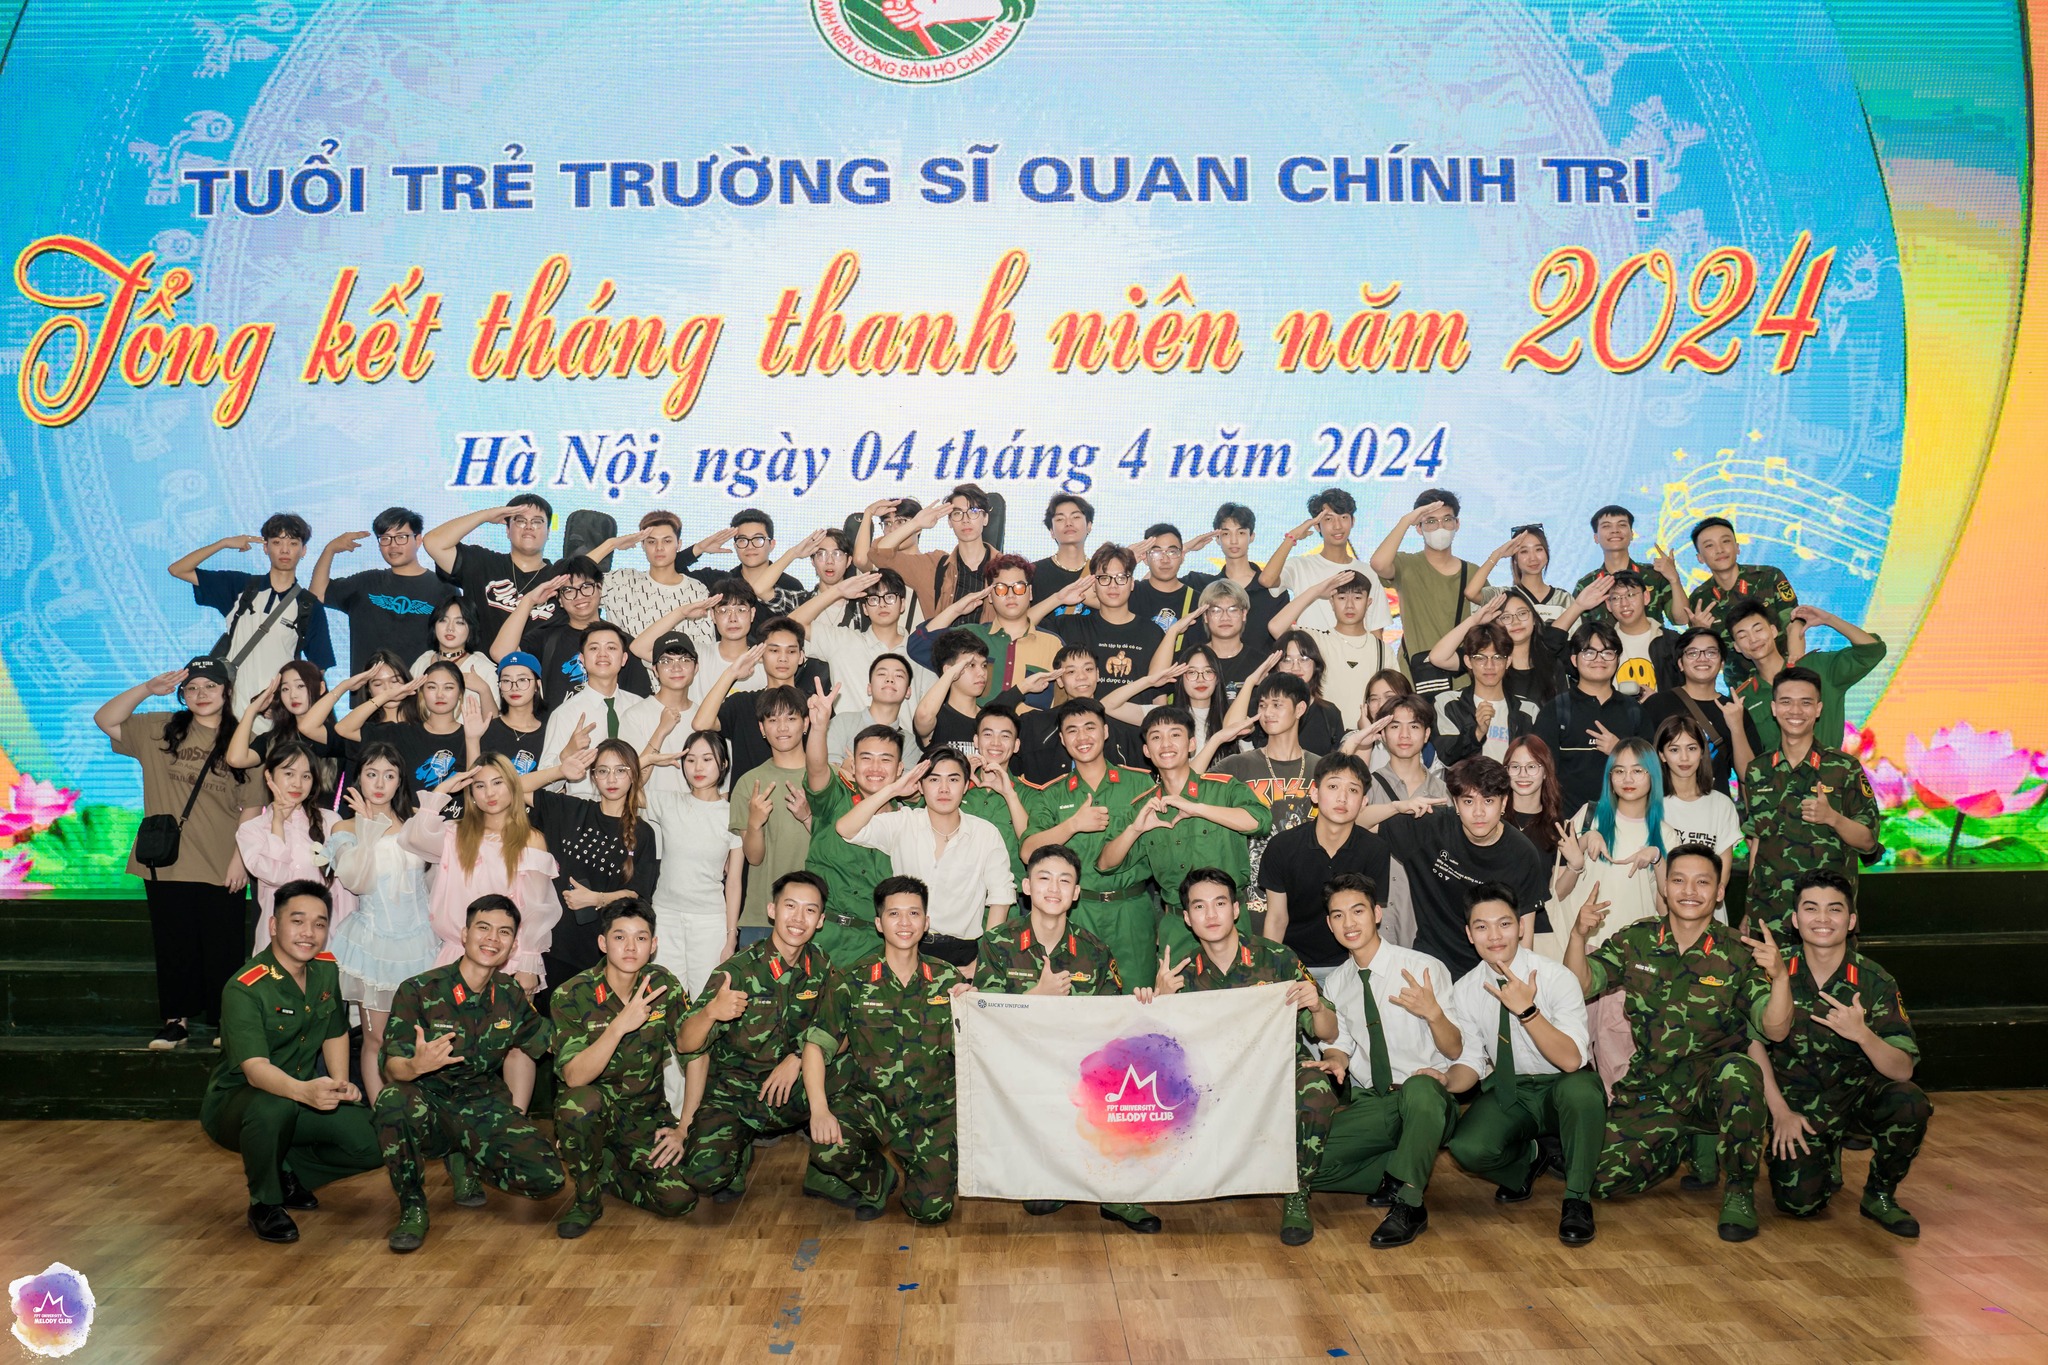 ANH NIÊN CỘNG SẢN HỒ CHÍ MINH
TUỔI TRẺ TRƯỜNG SĨ QUAN CHÍNH TRỊ
Tổng kết tháng thanh niên năm 2024
Hà Nội, ngày 04 tháng 4 năm 2024
LUCKY UNIFORM
FPT UNIVERSITY
MELODY CLUB
FPT UNIVERSITY
MELODY CLUB